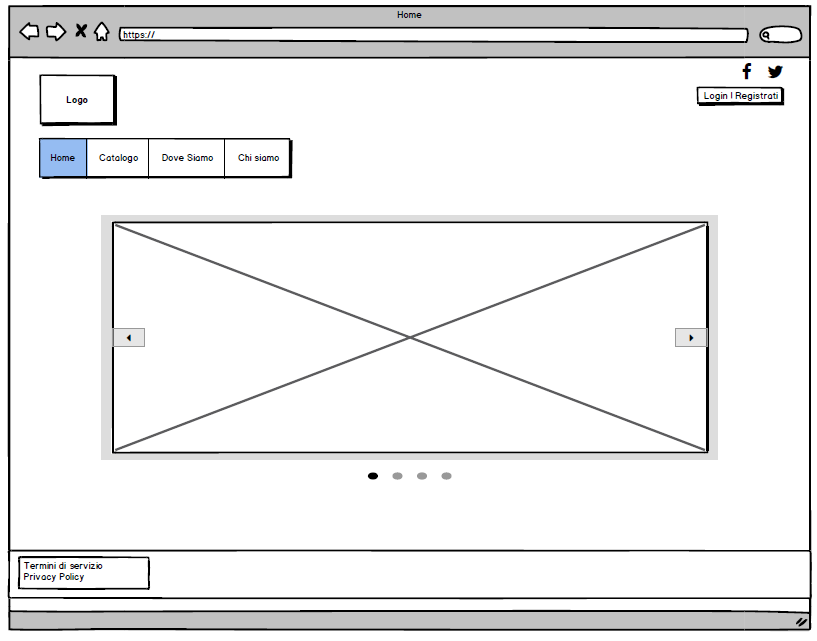 Home
https://
Logo
Login | Registrati
Home
Catalogo
Dove Siamo
Chi siamo
Termini di servizio
Privacy Policy